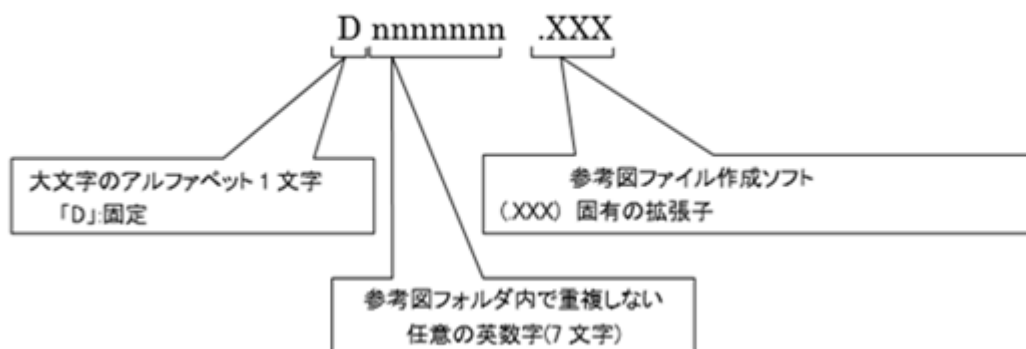 D nnnnnnn .XXX
大文字のアルファベット 1 文字
「D」:固定
参考図ファイル作成ソフト
(.XXX) 固有の拡張子
参考図フォルダ内で重複しない
任意の英数字(7 文字)